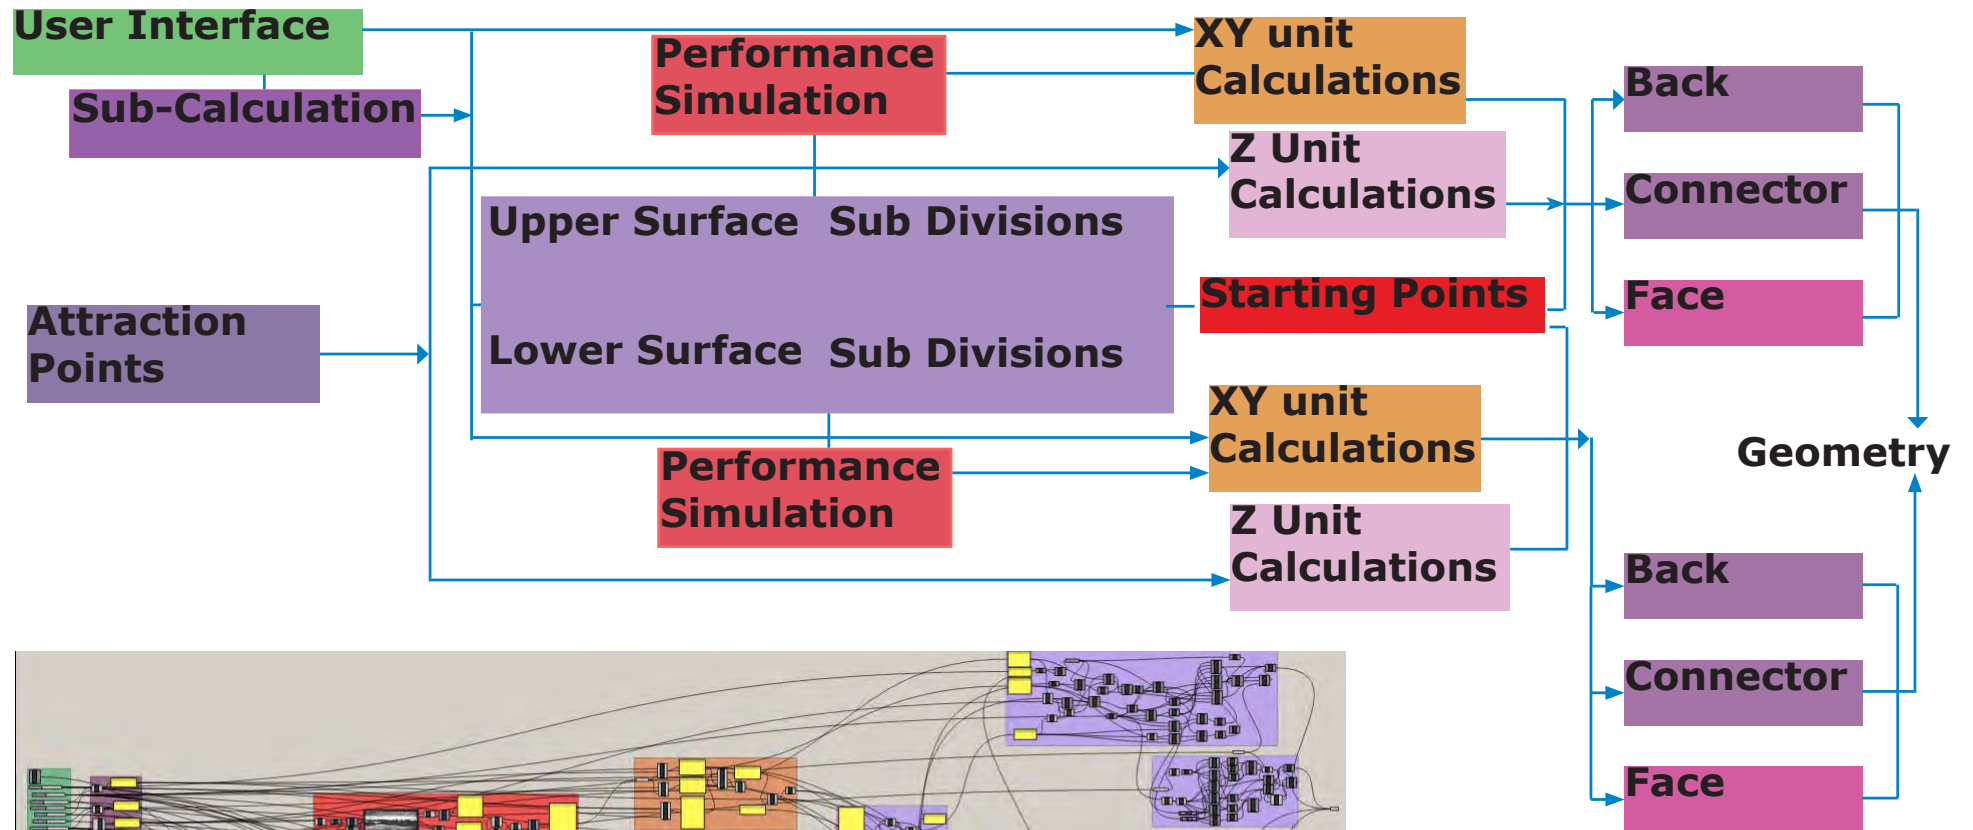 User Interface
Sub-Calculation
Attraction
Points
Performance
Simulation
Upper Surface Sub Divisions
Lower Surface Sub Divisions
Performance
Simulation
XY unit
Calculations
Z Unit
Calculations
Starting Points
XY unit
Calculations
Z Unit
Calculations
Back
Connector
Face
Geometry
Back
Connector
Face